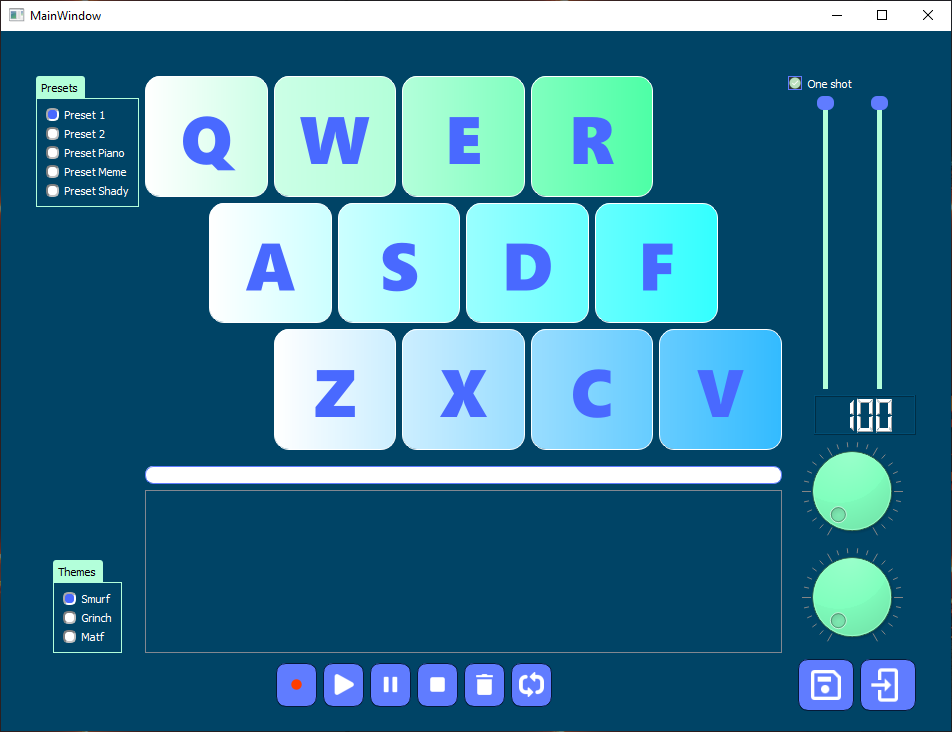 MainWindow
Presets
Preset 1
Preset 2
Preset Piano
Preset Meme
Preset Shady
Q W E R
A S D F
Z X C V
One shot
100
Themes
Smurf
Grinch
Matf